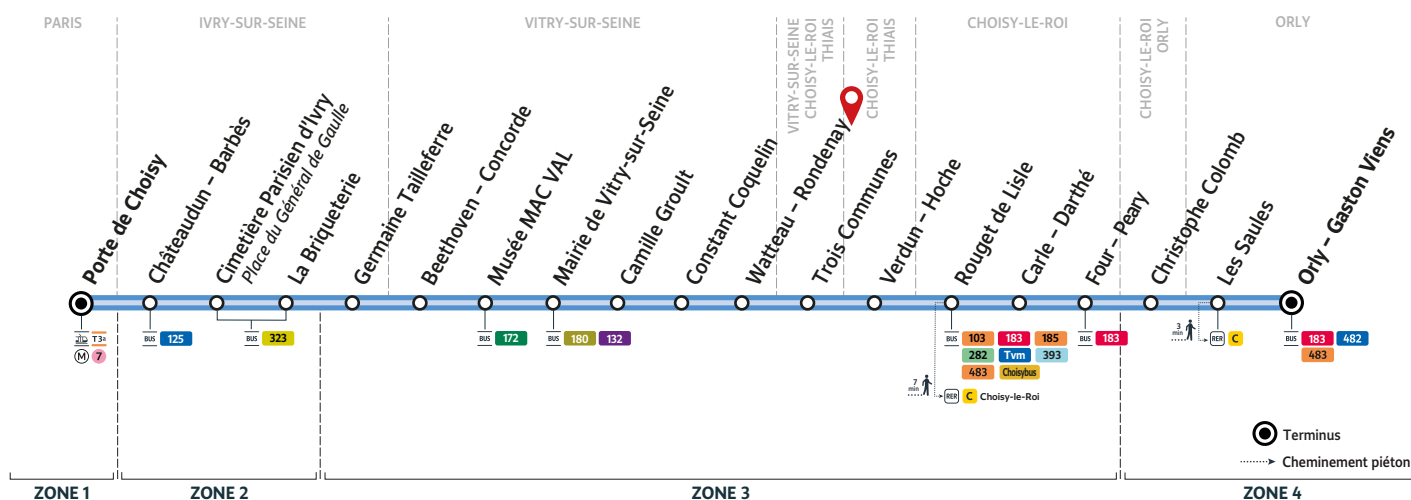 PARIS
IVRY-SUR-SEINE
VITRY-SUR-SEINE
VITRY-SUR-SEINE
CHOISY-LE-ROI
THIAIS
CHOISY-LE-ROI
THIAIS
CHOISY-LE-ROI
CHOISY-LE-ROI
ORLY
ORLY
Porte de Choisy
Châteaudun – Barbès
Cimetière Parisien d'Ivry
Place du Général de Gaulle
La Briqueterie
Germaine Tailleferre
Beethoven – Concorde
Musée MAC VAL
Mairie de Vitry-sur-Seine
Camille Groult
Constant Coquelin
Watteau – Rondenay
Trois Communes
Verdun – Hoche
Rouget de Lisle
Carle – Darthé
Four – Peary
Christophe Colomb
Les Saules
Orly – Gaston Viens
T3a
M 7
BUS 125
BUS 323
BUS 172
BUS 180 132
BUS 103 183 185
282 Tvm 393
483 Choisybus
7
min
RER C Choisy-le-Roi
BUS 183
3
min
RER C
BUS 183 482
483
Terminus
Cheminement piéton
ZONE 1
ZONE 2
ZONE 3
ZONE 4